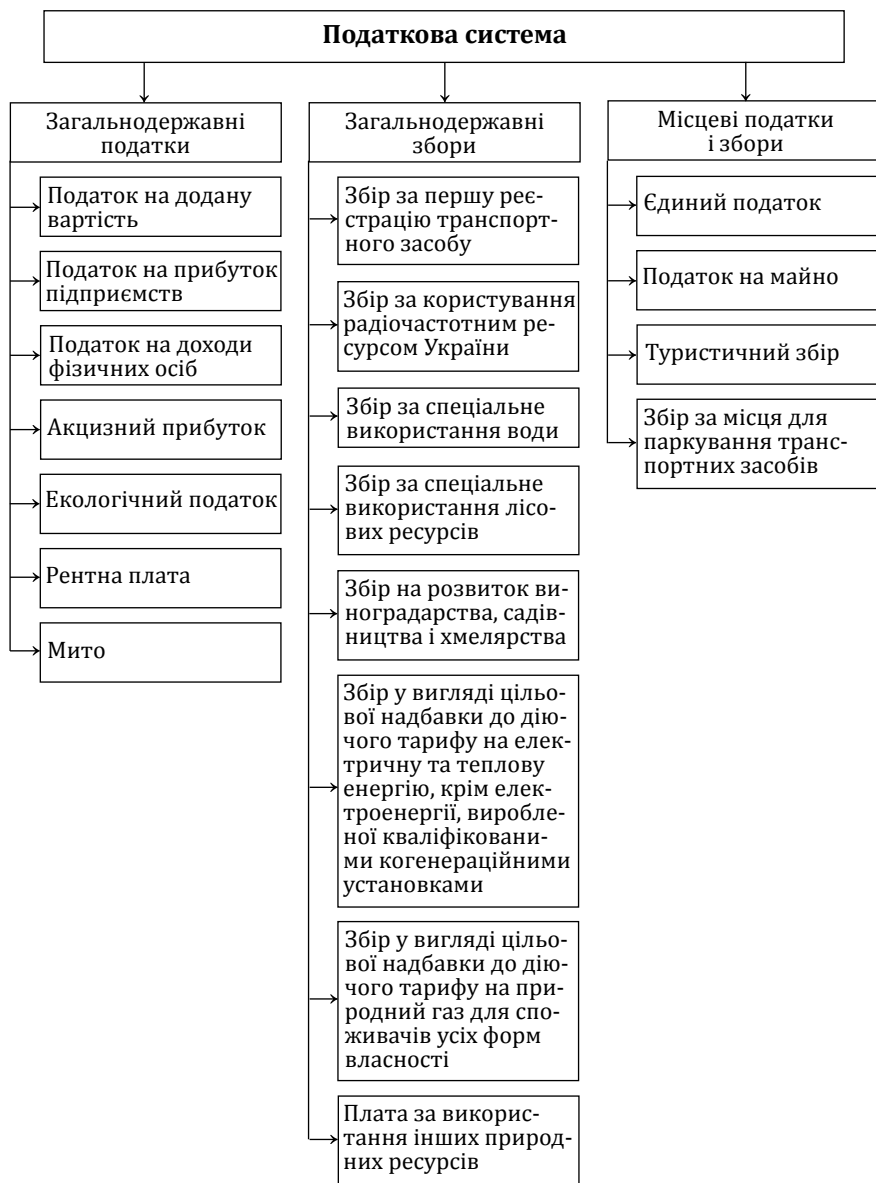 Податкова система
Загальнодержавні
податки
Податок на додану
вартість
Податок на прибуток
підприємств
Податок на доходи
фізичних осіб
Акцизний прибуток
Екологічний податок
Рентна плата
Мито
Загальнодержавні
збори
Збір за першу реє-
страцію транспорт-
ного засобу
Збір за користування
радіочастотним ре-
сурсом України
Збір за спеціальне
використання води
Збір за спеціальне
використання лісо-
вих ресурсів
Збір на розвиток ви-
ноградарства, садів-
ництва і хмелярства
Збір у вигляді цільо-
вої надбавки до дію-
чого тарифу на елек-
тричну та теплову
енергію, крім елек-
троенергії, виробле-
ної кваліфіковани-
ми когенераційними
установками
Збір у вигляді цільо-
вої надбавки до дію-
чого тарифу на при-
родний газ для спо-
живачів усіх форм
власності
Плата за викорис-
тання інших природ-
них ресурсів
Місцеві податки
і збори
Єдиний податок
Податок на майно
Туристичний збір
Збір за місця для
паркування транс-
портних засобів